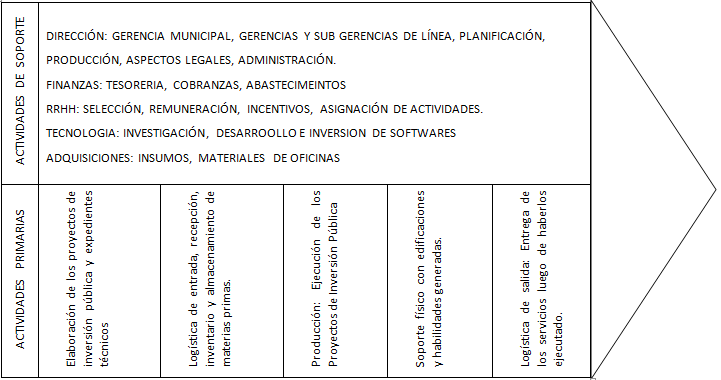 ACTIVIDADES DE SOPORTE
DIRECCIÓN: GERENCIA MUNICIPAL, GERENCIAS Y SUB GERENCIAS DE LÍNEA, PLANIFICACIÓN,
PRODUCCIÓN, ASPECTOS LEGALES, ADMINISTRACIÓN.
FINANZAS: TESORERIA, COBRANZAS, ABASTECIMEINTOS
RRHH: SELECCIÓN, REMUNERACIÓN, INCENTIVOS, ASIGNACIÓN DE ACTIVIDADES.
TECNOLOGIA: INVESTIGACIÓN, DESARROOLLO E INVERSION DE SOFTWARES
ADQUISICIONES: INSUMOS, MATERIALES DE OFICINAS
ACTIVIDADES PRIMARIAS
Elaboración de los proyectos de
inversión pública y expedientes
técnicos
Logística de entrada, recepción,
inventario y almacenamiento de
materias primas.
Producción: Ejecución de los
Proyectos de Inversión Pública
Soporte físico con edificaciones
y habilidades generadas.
Logística de salida: Entrega de
los servicios luego de haberlos
ejecutado.